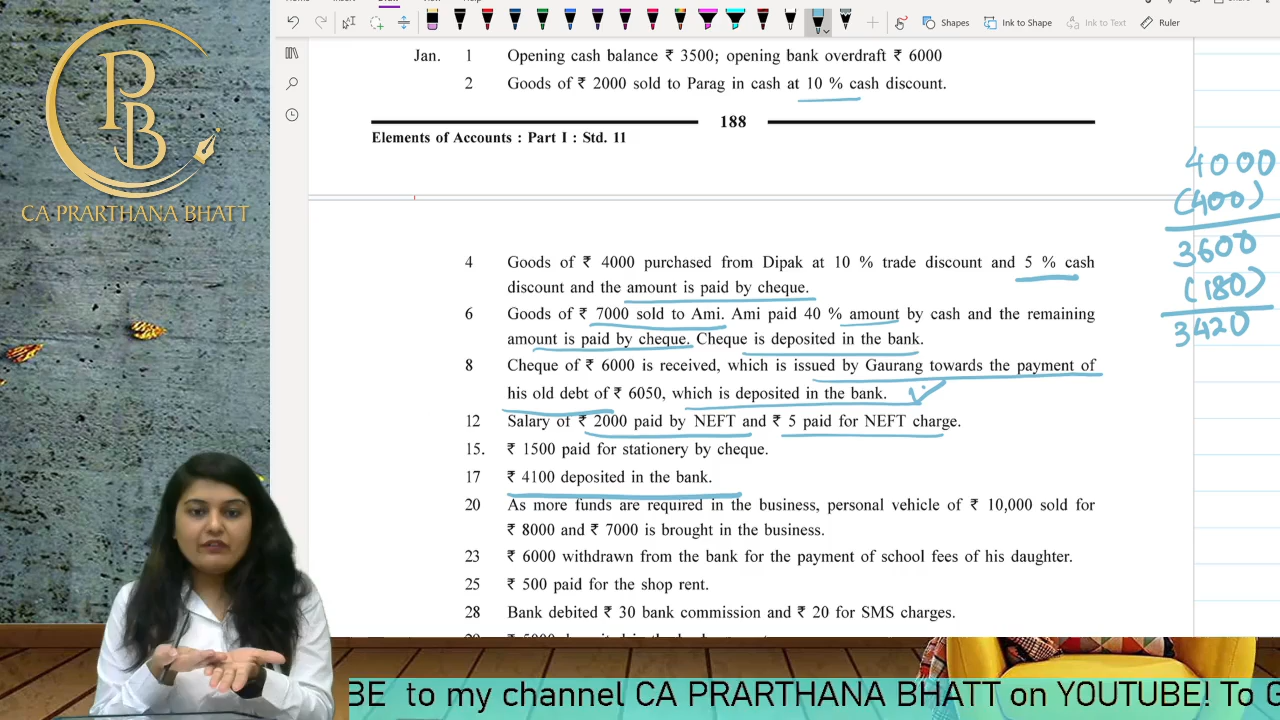 Shapes
Ink to Shape
Ink to Text
Ruler
PB
CA PRARTHANA BHATT
Jan. 1 Opening cash balance ₹ 3500; opening bank overdraft ₹ 6000
2 Goods of ₹ 2000 sold to Parag in cash at 10 % cash discount.
188
Elements of Accounts : Part I : Std. 11
4 Goods of ₹ 4000 purchased from Dipak at 10 % trade discount and 5 % cash
discount and the amount is paid by cheque.
6 Goods of ₹ 7000 sold to Ami. Ami paid 40 % amount by cash and the remaining
amount is paid by cheque. Cheque is deposited in the bank.
8 Cheque of ₹ 6000 is received, which is issued by Gaurang towards the payment of
his old debt of ₹ 6050, which is deposited in the bank.
12 Salary of ₹ 2000 paid by NEFT and ₹ 5 paid for NEFT charge.
15. ₹ 1500 paid for stationery by cheque.
17 ₹ 4100 deposited in the bank.
20 As more funds are required in the business, personal vehicle of ₹ 10,000 sold for
₹ 8000 and ₹ 7000 is brought in the business.
23 ₹ 6000 withdrawn from the bank for the payment of school fees of his daughter.
25 ₹ 500 paid for the shop rent.
28 Bank debited ₹ 30 bank commission and ₹ 20 for SMS charges.
4000
(400)
3600
(180)
3420
BE to my channel CA PRARTHANA BHATT on YOUTUBE! To G